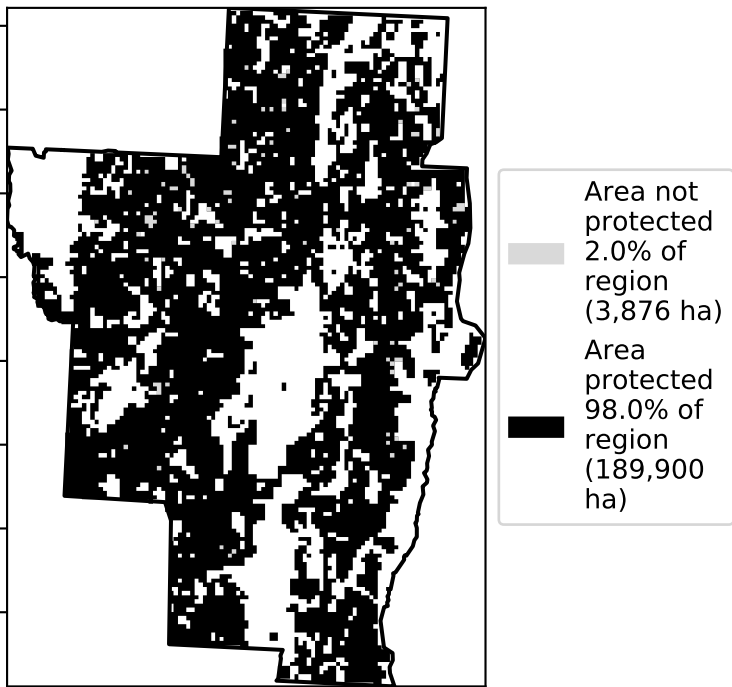 Area not
protected
2.0% of
region
(3,876 ha)
Area
protected
98.0% of
region
(189,900
ha)